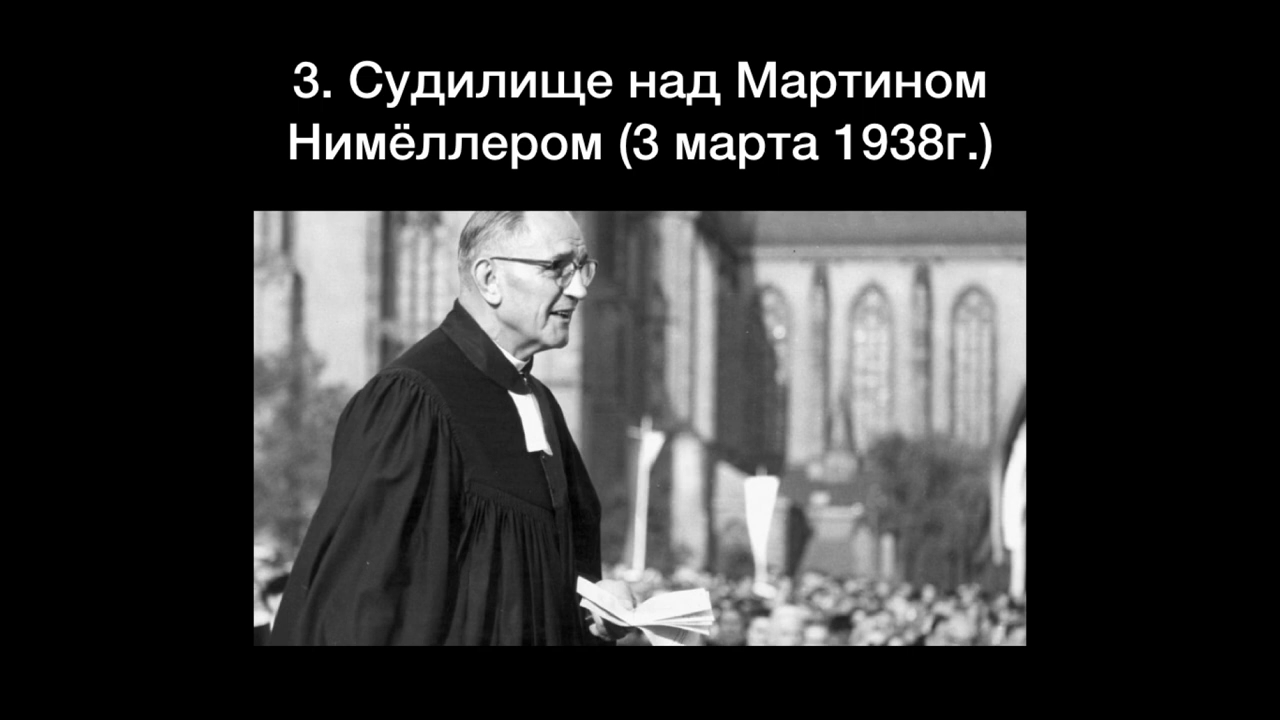 3. Судилище над Мартином
Нимёллером (3 марта 1938г.)